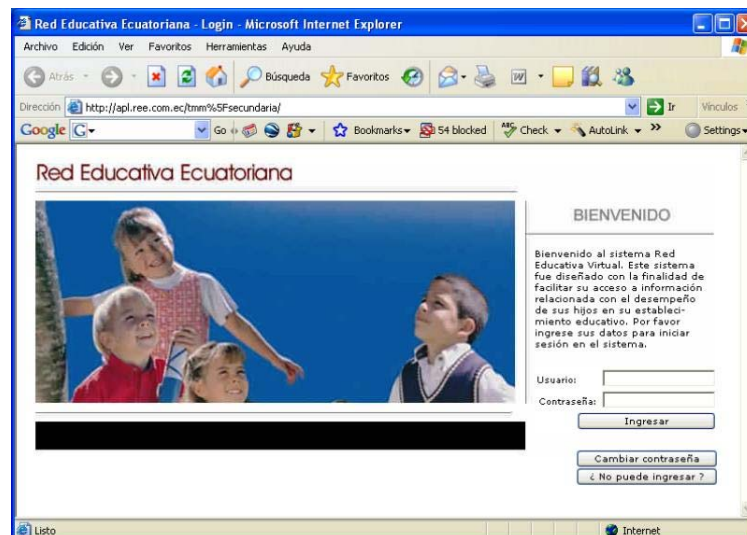 Red Educativa Ecuatoriana - Login - Microsoft Internet Explorer
Archivo Edición Ver Favoritos Herramientas Ayuda
Atrás Búsqueda Favoritos
Dirección http://apl.ree.com.ec/tmm%5Fsecundaria/ Ir Vínculos
Google G Go Bookmarks 54 blocked ABC Check AutoLink » Settings
Red Educativa Ecuatoriana
BIENVENIDO
Bienvenido al sistema Red
Educativa Virtual. Este sistema
fue diseñado con la finalidad de
facilitar su acceso a información
relacionada con el desempeño
de sus hijos en su estableci-
miento educativo. Por favor
ingrese sus datos para iniciar
sesión en el sistema.
Usuario:
Contraseña:
Ingresar
Cambiar contraseña
¿ No puede ingresar ?
Listo Internet